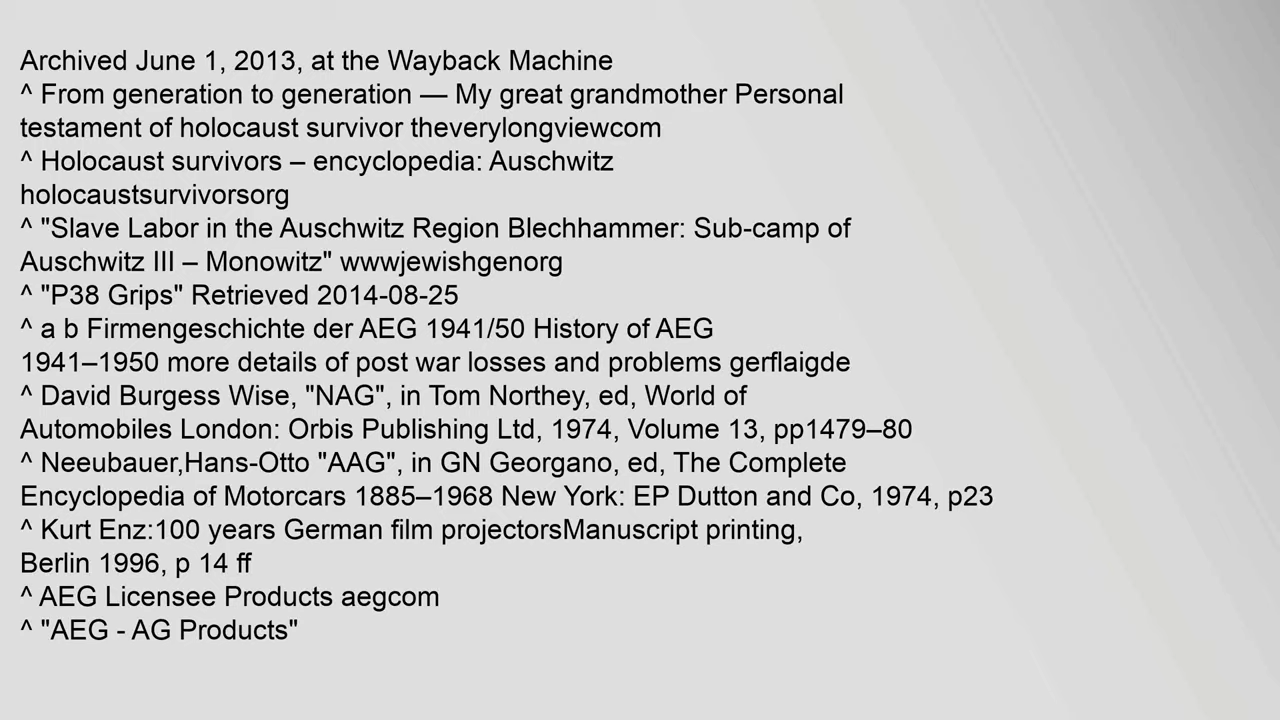 Archived June 1, 2013, at the Wayback Machine
^ From generation to generation — My great grandmother Personal
testament of holocaust survivor theverylongviewcom
^ Holocaust survivors – encyclopedia: Auschwitz
holocaustsurvivorsorg
^ "Slave Labor in the Auschwitz Region Blechhammer: Sub-camp of
Auschwitz III – Monowitz" wwwjewishgenorg
^ "P38 Grips" Retrieved 2014-08-25
^ a b Firmengeschichte der AEG 1941/50 History of AEG
1941–1950 more details of post war losses and problems gerflaigde
^ David Burgess Wise, "NAG", in Tom Northey, ed, World of
Automobiles London: Orbis Publishing Ltd, 1974, Volume 13, pp1479–80
^ Neeubauer,Hans-Otto "AAG", in GN Georgano, ed, The Complete
Encyclopedia of Motorcars 1885–1968 New York: EP Dutton and Co, 1974, p23
^ Kurt Enz:100 years German film projectorsManuscript printing,
Berlin 1996, p 14 ff
^ AEG Licensee Products aegcom
^ "AEG - AG Products"